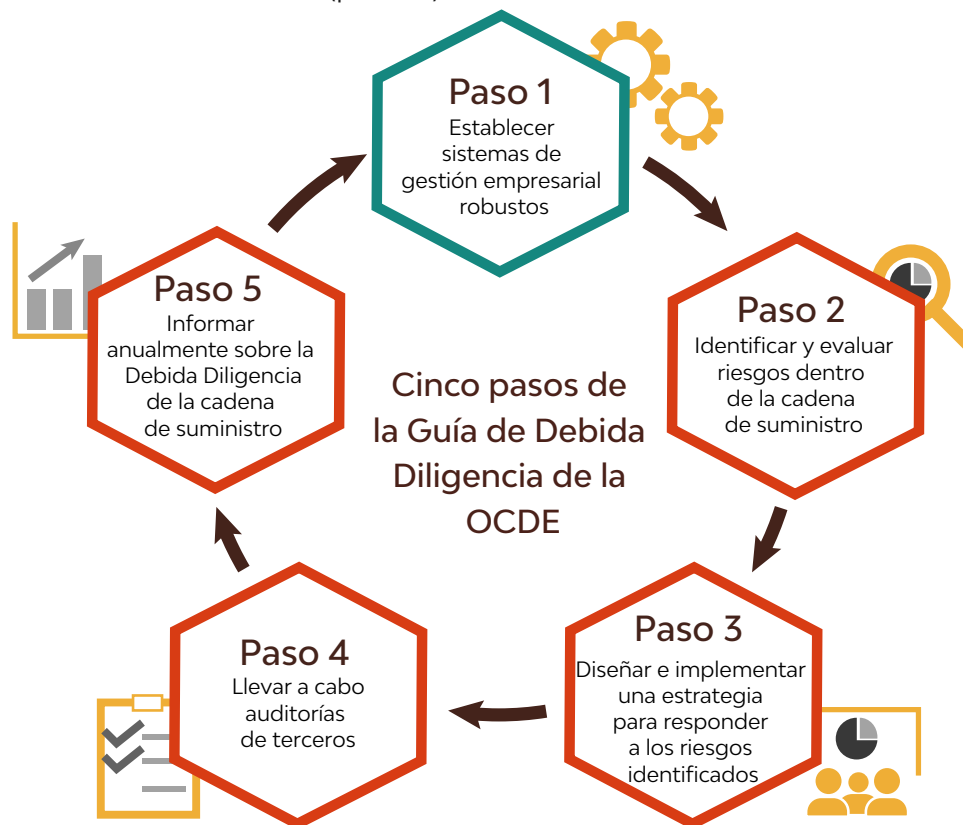 Paso 1
Establecer
sistemas de
gestión empresarial
robustos
Paso 2
Identificar y evaluar
riesgos dentro
de la cadena
de suministro
Paso 3
Diseñar e implementar
una estrategia
para responder
a los riesgos
identificados
Paso 4
Llevar a cabo
auditorías
de terceros
Paso 5
Informar
anualmente sobre la
Debida Diligencia
de la cadena
de suministro
Cinco pasos de
la Guía de Debida
Diligencia de la
OCDE